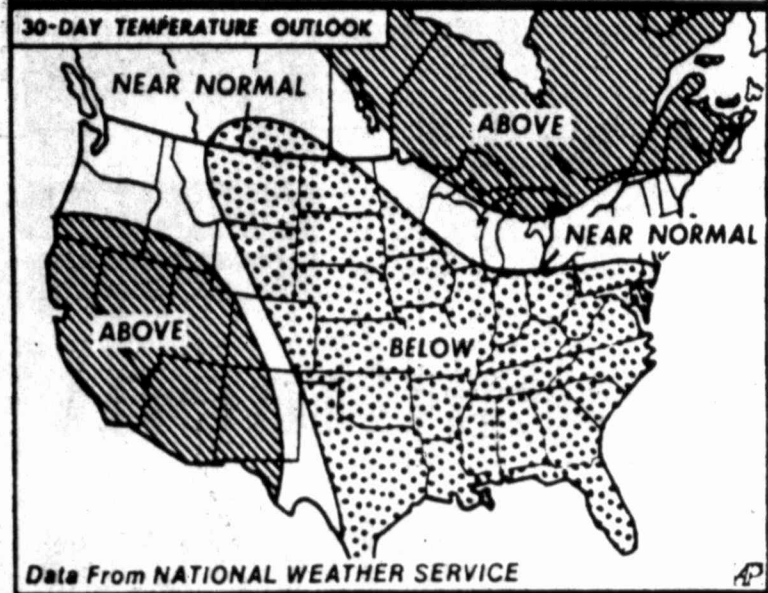 30-DAY TEMPERATURE OUTLOOK
NEAR NORMAL
ABOVE
NEAR NORMAL
ABOVE
BELOW
Data From NATIONAL WEATHER SERVICE
AP